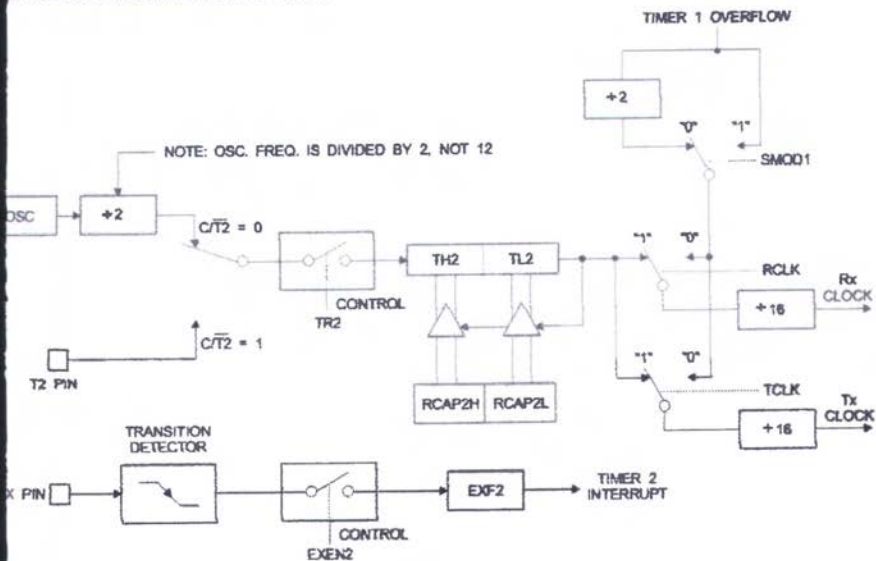 TIMER 1 OVERFLOW
÷2
"0"
"1"
SMOD1
NOTE: OSC. FREQ. IS DIVIDED BY 2, NOT 12
OSC
÷2
C/T2 = 0
TH2
TL2
"1"
"0"
RCLK
Rx
CLOCK
CONTROL
TR2
÷16
C/T2 = 1
T2 PIN
RCAP2H
RCAP2L
"1"
"0"
TCLK
Tx
CLOCK
÷16
TRANSITION
DETECTOR
X PIN
EXF2
TIMER 2
INTERRUPT
CONTROL
EXEN2